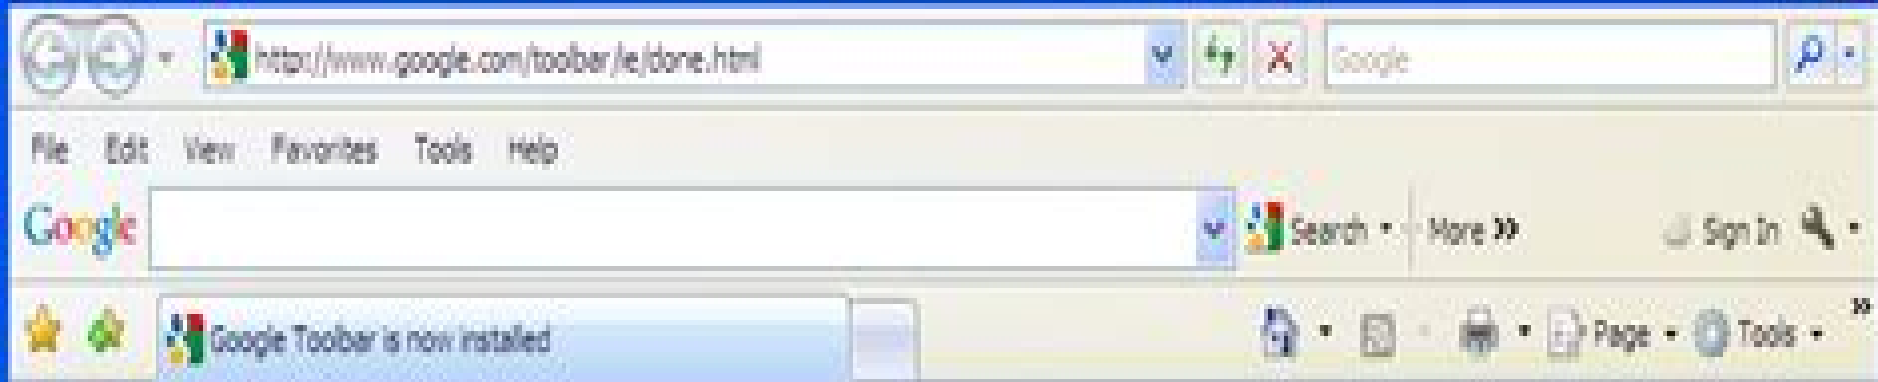 http://www.google.com/toolbar/ie/done.html Google
File Edit View Favorites Tools Help
Google Search More » Sign In
Google Toolbar is now installed Page Tools »